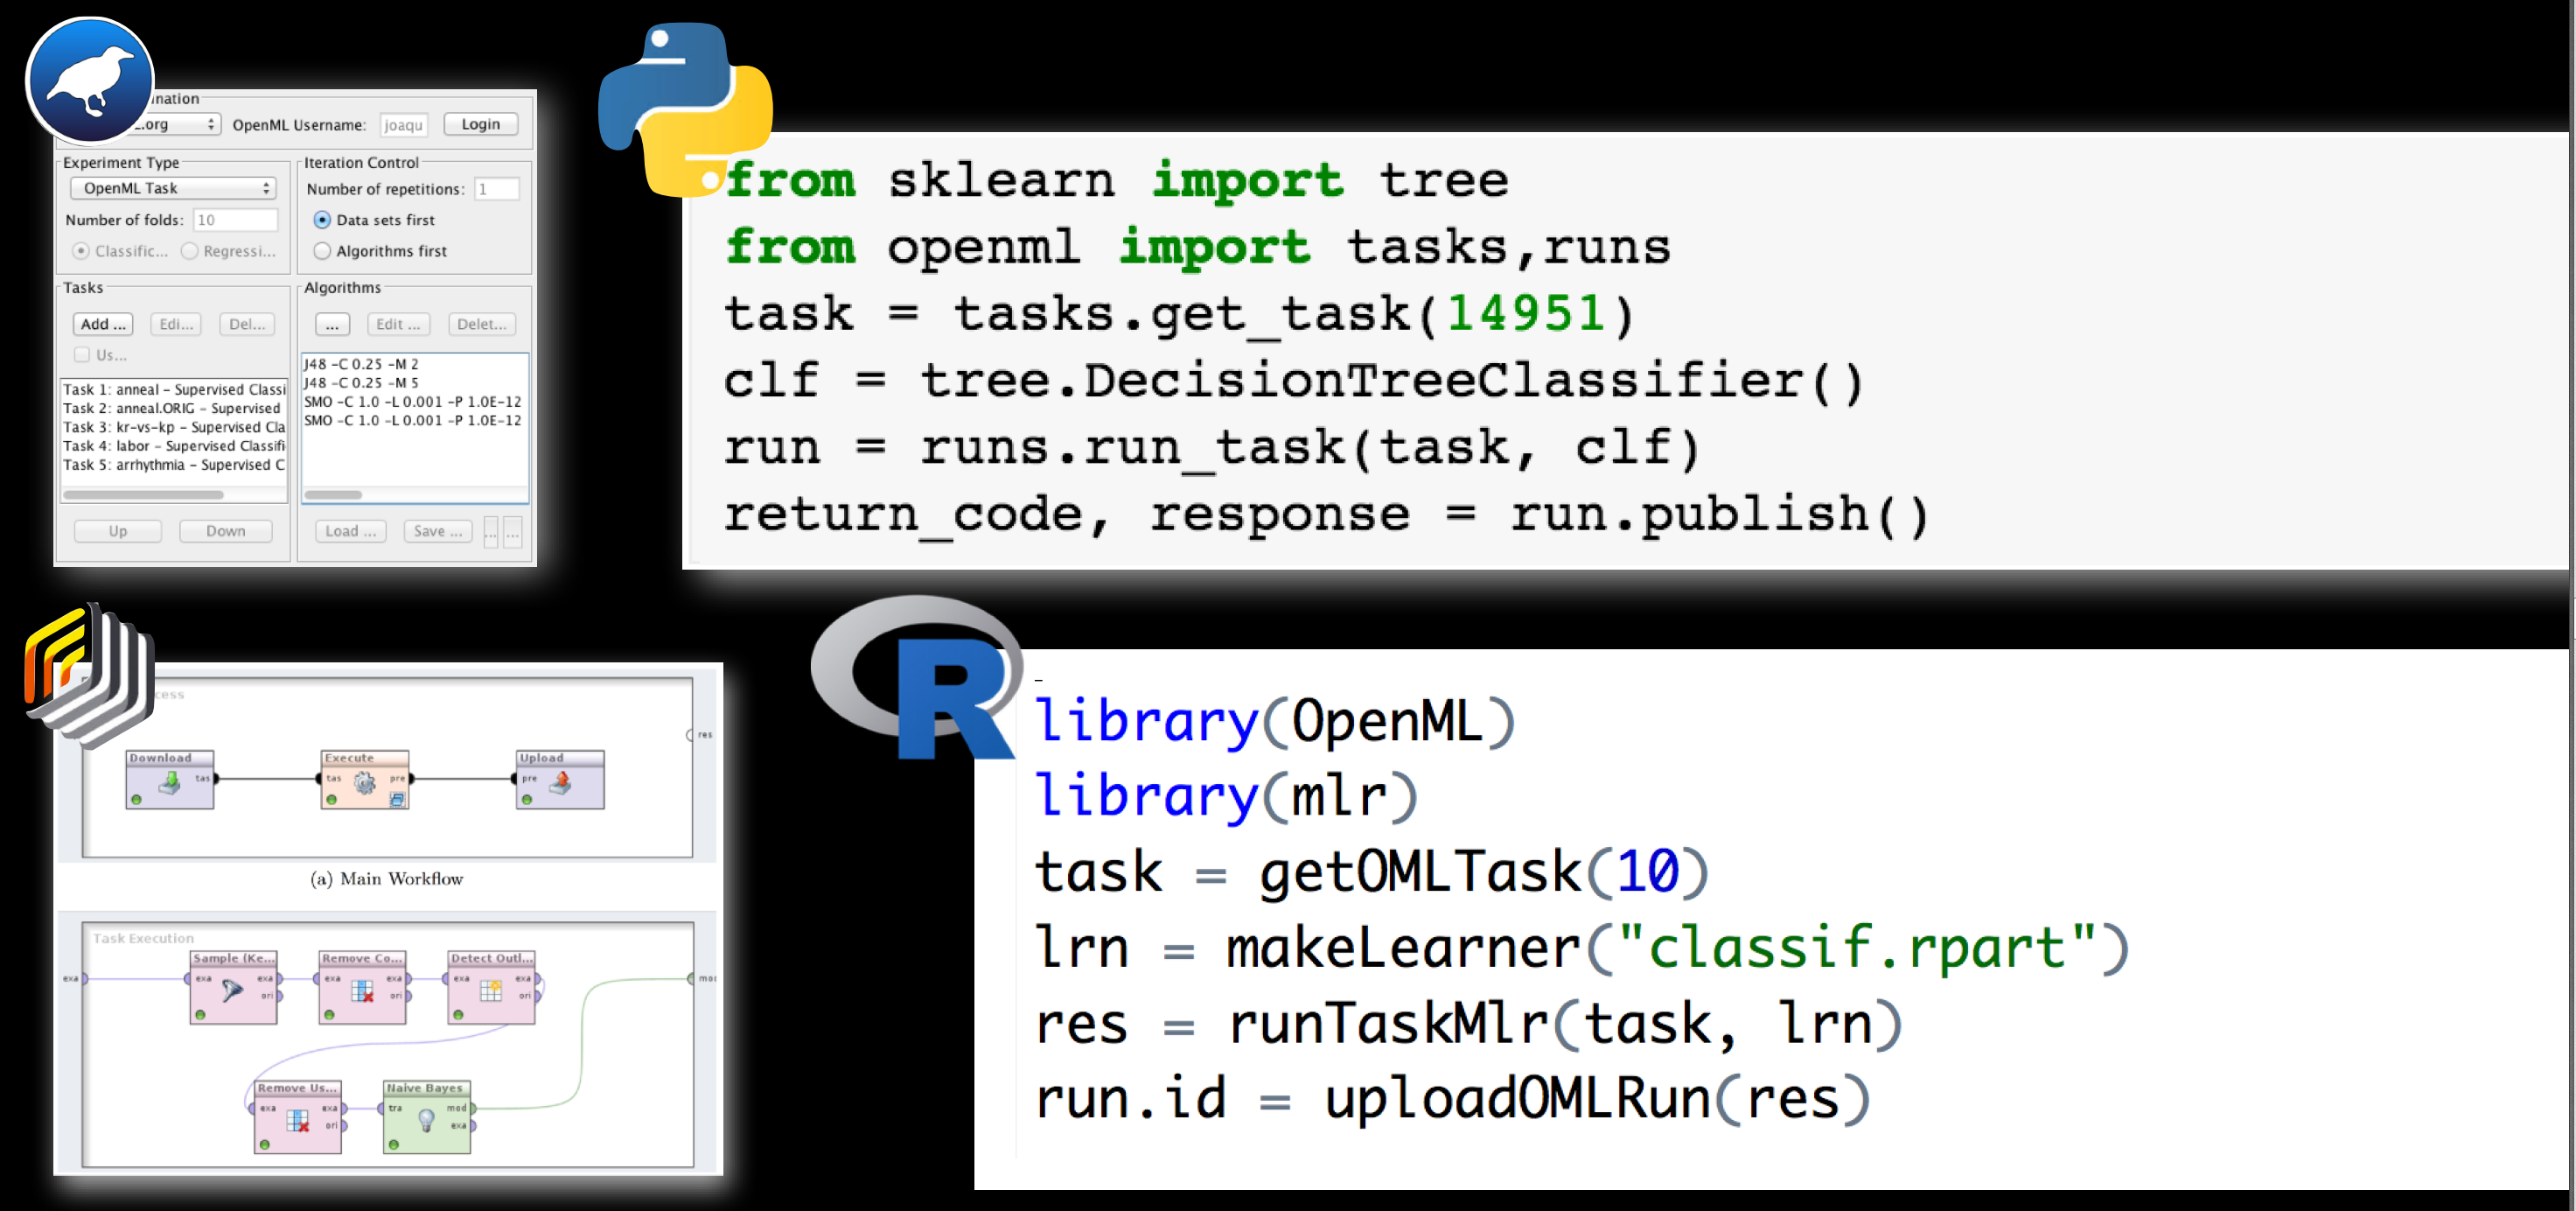 .org OpenML Username: joaqu Login
Experiment Type
OpenML Task
Number of folds: 10
Classific... Regressi...
Iteration Control
Number of repetitions: 1
Data sets first
Algorithms first
Tasks
Add ... Edi... Del...
Us...
Task 1: anneal - Supervised Classi
Task 2: anneal.ORIG - Supervised
Task 3: kr-vs-kp - Supervised Cla
Task 4: labor - Supervised Classifi
Task 5: arrhythmia - Supervised C
Up Down
Algorithms
... Edit ... Delet...
J48 -C 0.25 -M 2
J48 -C 0.25 -M 5
SMO -C 1.0 -L 0.001 -P 1.0E-12
SMO -C 1.0 -L 0.001 -P 1.0E-12
Load ... Save ... ... ...
from sklearn import tree
from openml import tasks,runs
task = tasks.get_task(14951)
clf = tree.DecisionTreeClassifier()
run = runs.run_task(task, clf)
return_code, response = run.publish()
res
Download Execute Upload
tas tas pre pre
(a) Main Workflow
Task Execution
Sample (Ke... Remove Co... Detect Outl...
exa exa exa exa exa exa exa mod
ori ori ori
Remove Us... Naive Bayes
exa exa tra mod
ori exa
R
library(OpenML)
library(mlr)
task = getOMLTask(10)
lrn = makeLearner("classif.rpart")
res = runTaskMlr(task, lrn)
run.id = uploadOMLRun(res)